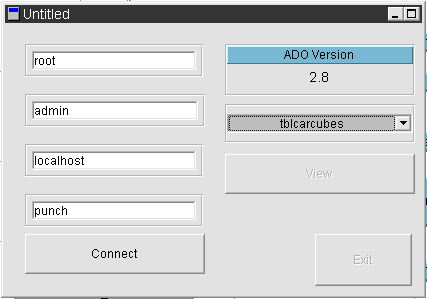 Untitled
root
admin
localhost
punch
Connect
ADO Version
2.8
tblcarcubes
View
Exit